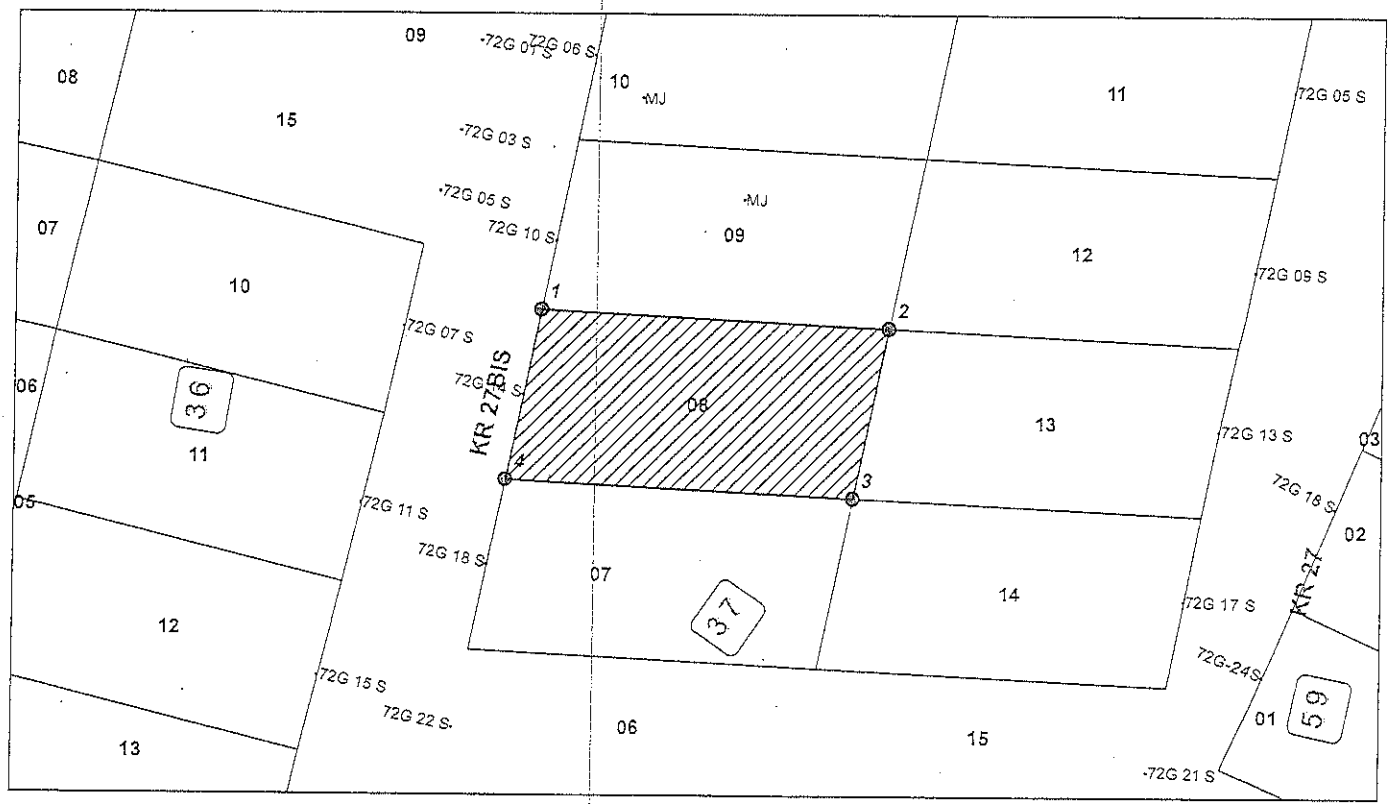 09
-72G 01 S
72G 06 S
08
10
-MJ
11
72G 05 S
15
-72G 03 S
-72G 05 S
-MJ
07
72G 10 S
09
12
-72G 09 S
10
1
2
-72G 07 S
06
36
72G
S
KR 27 BIS
08
13
-72G 13 S
03
11
4
3
72G 18 S
05
-72G 11 S
02
72G 18 S
07
14
KR 27
12
37
-72G 17 S
72G-24S
-72G 15 S
72G 22 S
06
15
01
59
13
-72G 21 S